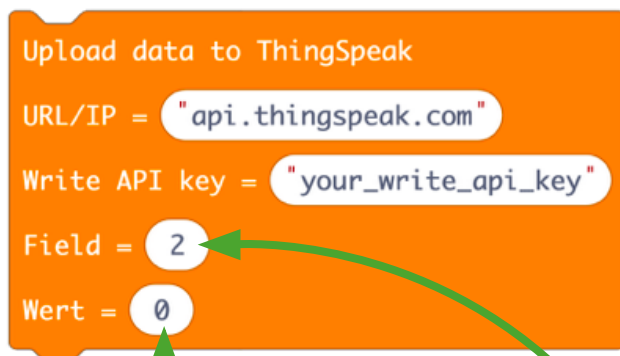 Upload data to ThingSpeak
URL/IP = "api.thingspeak.com"
Write API key = "your_write_api_key"
Field = 2
Wert = 0